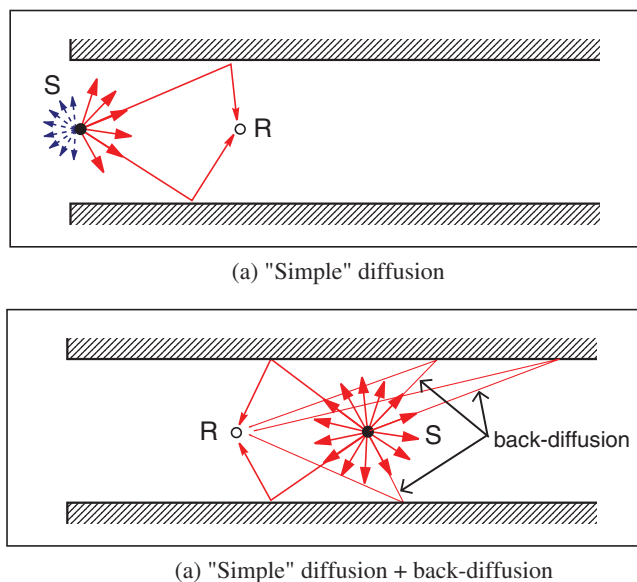 S
R
(a) "Simple" diffusion
R
S
back-diffusion
(a) "Simple" diffusion + back-diffusion